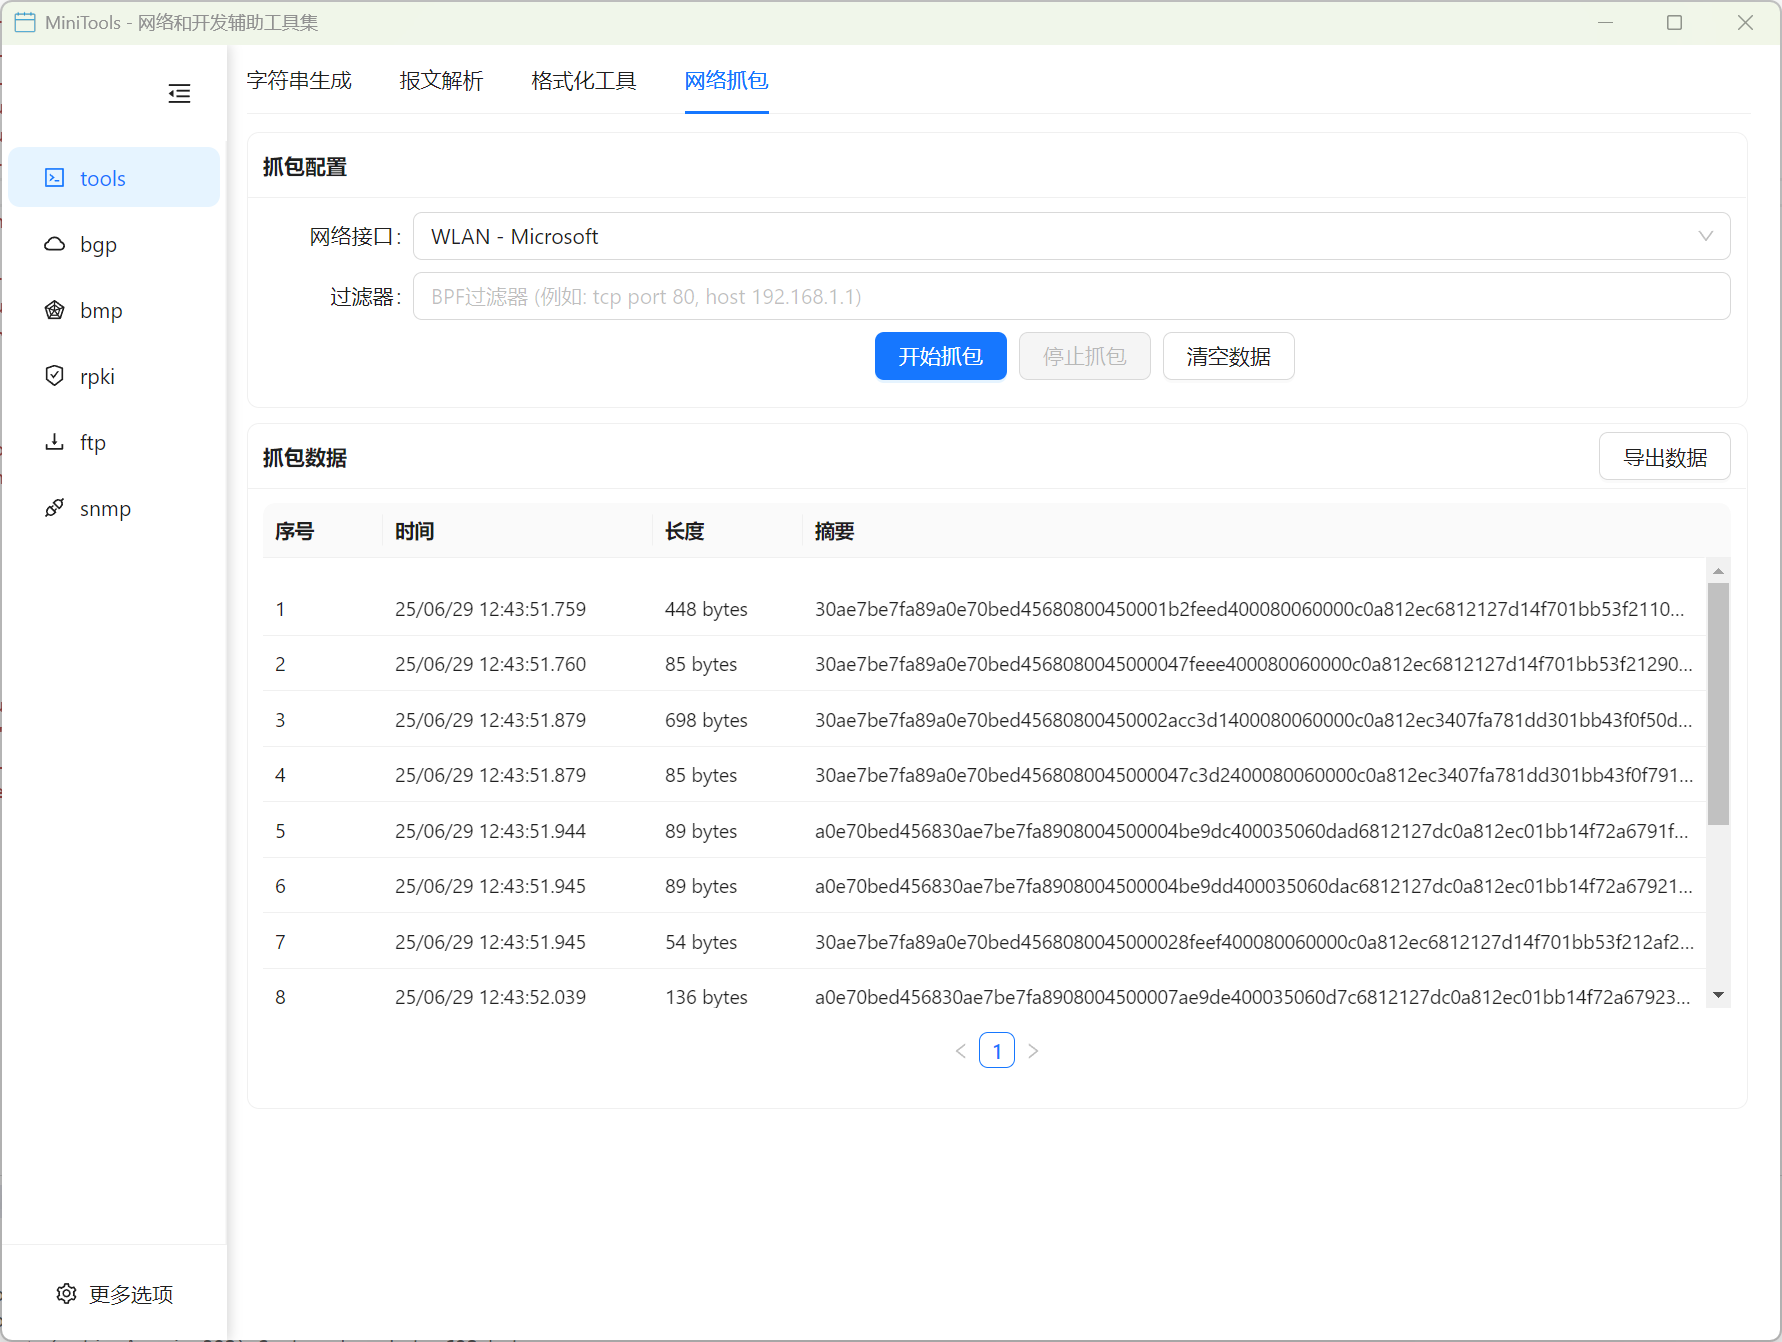 MiniTools - 网络和开发辅助工具集
字符串生成 报文解析 格式化工具 网络抓包
tools
bgp
bmp
rpki
ftp
snmp
更多选项
抓包配置
网络接口: WLAN - Microsoft
过滤器: BPF过滤器 (例如: tcp port 80, host 192.168.1.1)
开始抓包 停止抓包 清空数据
抓包数据 导出数据
序号 时间 长度 摘要
1 25/06/29 12:43:51.759 448 bytes 30ae7be7fa89a0e70bed45680800450001b2feed400080060000c0a812ec6812127d14f701bb53f2110...
2 25/06/29 12:43:51.760 85 bytes 30ae7be7fa89a0e70bed4568080045000047feee400080060000c0a812ec6812127d14f701bb53f21290...
3 25/06/29 12:43:51.879 698 bytes 30ae7be7fa89a0e70bed45680800450002acc3d1400080060000c0a812ec3407fa781dd301bb43f0f50d...
4 25/06/29 12:43:51.879 85 bytes 30ae7be7fa89a0e70bed4568080045000047c3d2400080060000c0a812ec3407fa781dd301bb43f0f791...
5 25/06/29 12:43:51.944 89 bytes a0e70bed456830ae7be7fa8908004500004be9dc400035060dad6812127dc0a812ec01bb14f72a6791f...
6 25/06/29 12:43:51.945 89 bytes a0e70bed456830ae7be7fa8908004500004be9dd400035060dac6812127dc0a812ec01bb14f72a67921...
7 25/06/29 12:43:51.945 54 bytes 30ae7be7fa89a0e70bed4568080045000028feef400080060000c0a812ec6812127d14f701bb53f212af2...
8 25/06/29 12:43:52.039 136 bytes a0e70bed456830ae7be7fa8908004500007ae9de400035060d7c6812127dc0a812ec01bb14f72a67923...
1